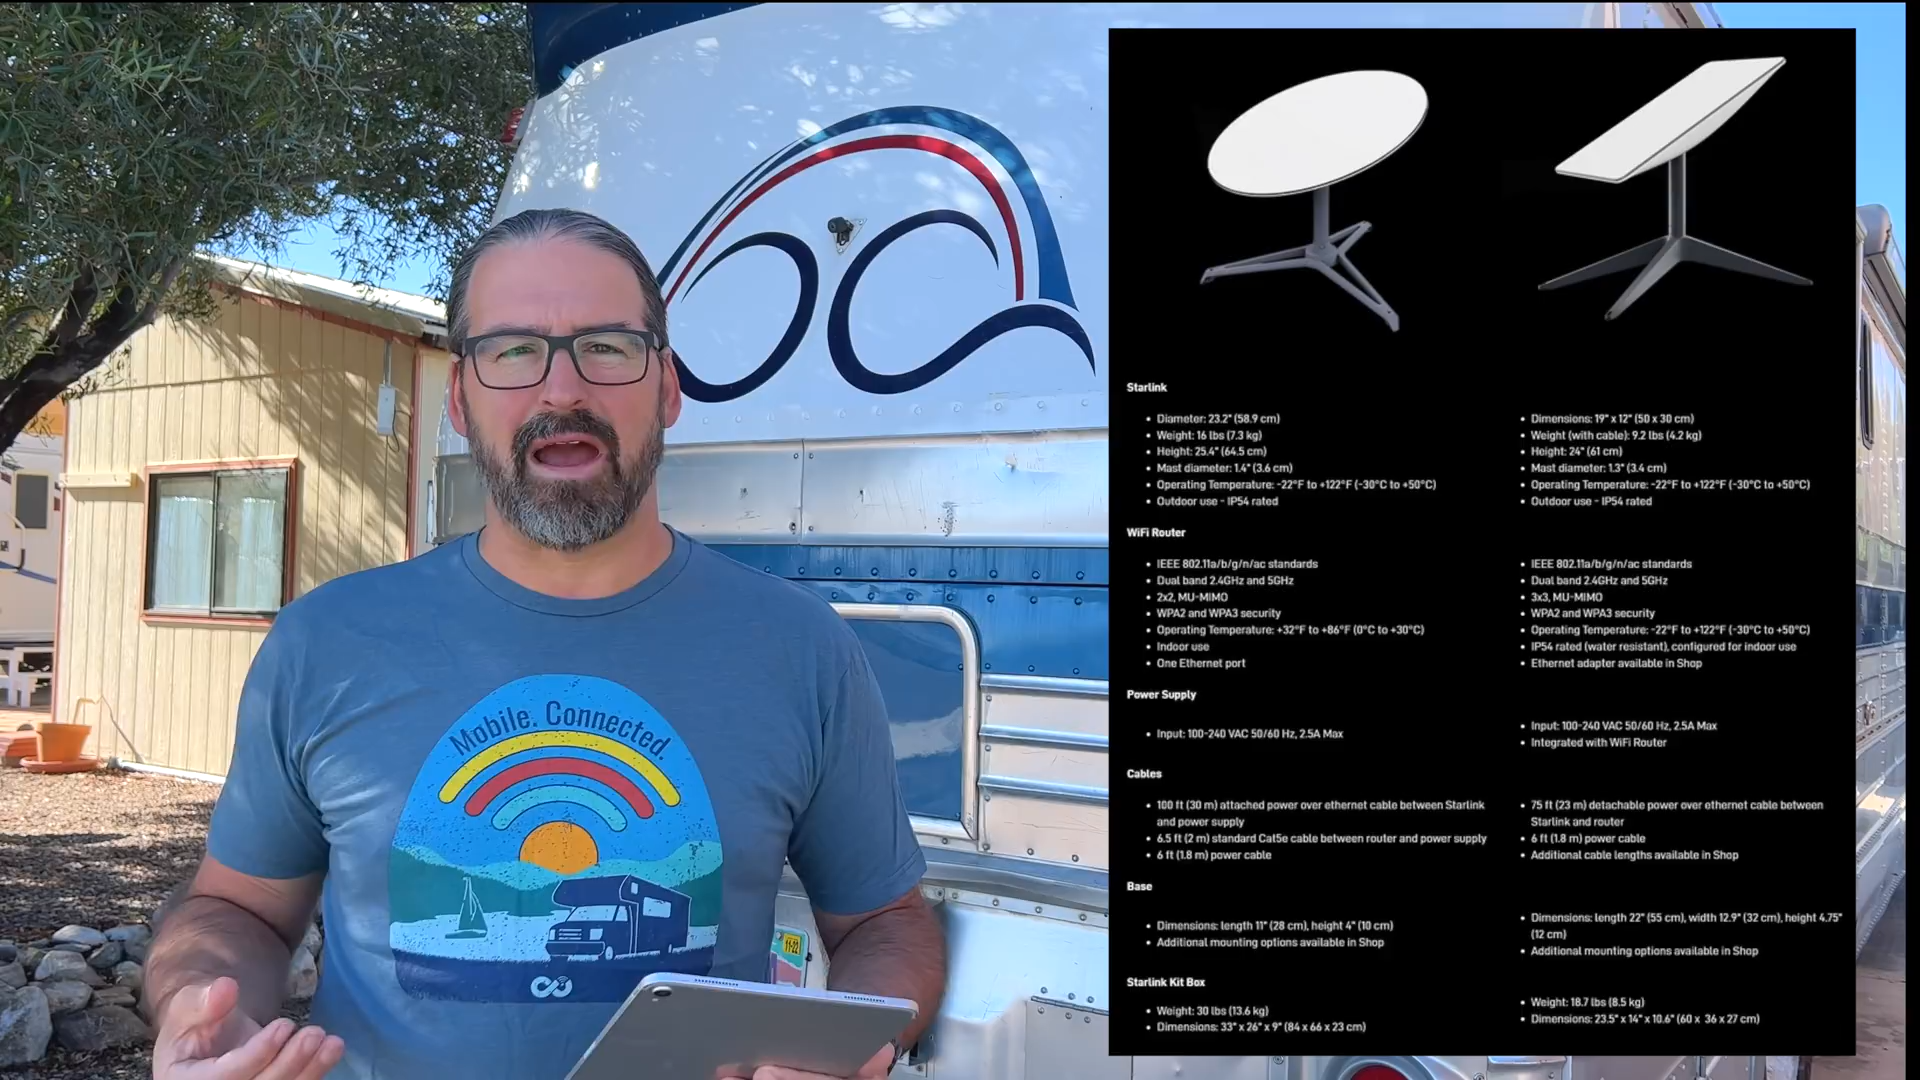 Mobile. Connected.
11-22
Starlink
Diameter: 23.2" (58.9 cm)
Weight: 16 lbs (7.3 kg)
Height: 25.4" (64.5 cm)
Mast diameter: 1.4" (3.6 cm)
Operating Temperature: -22°F to +122°F (-30°C to +50°C)
Outdoor use - IP54 rated
Dimensions: 19" x 12" (50 x 30 cm)
Weight (with cable): 9.2 lbs (4.2 kg)
Height: 24" (61 cm)
Mast diameter: 1.3" (3.4 cm)
Operating Temperature: -22°F to +122°F (-30°C to +50°C)
Outdoor use - IP54 rated
WiFi Router
IEEE 802.11a/b/g/n/ac standards
Dual band 2.4GHz and 5GHz
2x2, MU-MIMO
WPA2 and WPA3 security
Operating Temperature: +32°F to +86°F (0°C to +30°C)
Indoor use
One Ethernet port
IEEE 802.11a/b/g/n/ac standards
Dual band 2.4GHz and 5GHz
3x3, MU-MIMO
WPA2 and WPA3 security
Operating Temperature: -22°F to +122°F (-30°C to +50°C)
IP54 rated (water resistant), configured for indoor use
Ethernet adapter available in Shop
Power Supply
Input: 100-240 VAC 50/60 Hz, 2.5A Max
Input: 100-240 VAC 50/60 Hz, 2.5A Max
Integrated with WiFi Router
Cables
100 ft (30 m) attached power over ethernet cable between Starlink
and power supply
6.5 ft (2 m) standard Cat5e cable between router and power supply
6 ft (1.8 m) power cable
75 ft (23 m) detachable power over ethernet cable between
Starlink and router
6 ft (1.8 m) power cable
Additional cable lengths available in Shop
Base
Dimensions: length 11" (28 cm), height 4" (10 cm)
Additional mounting options available in Shop
Dimensions: length 22" (55 cm), width 12.9" (32 cm), height 4.75"
(12 cm)
Additional mounting options available in Shop
Starlink Kit Box
Weight: 30 lbs (13.6 kg)
Dimensions: 33" x 26" x 9" (84 x 66 x 23 cm)
Weight: 18.7 lbs (8.5 kg)
Dimensions: 23.5" x 14" x 10.6" (60 x 36 x 27 cm)